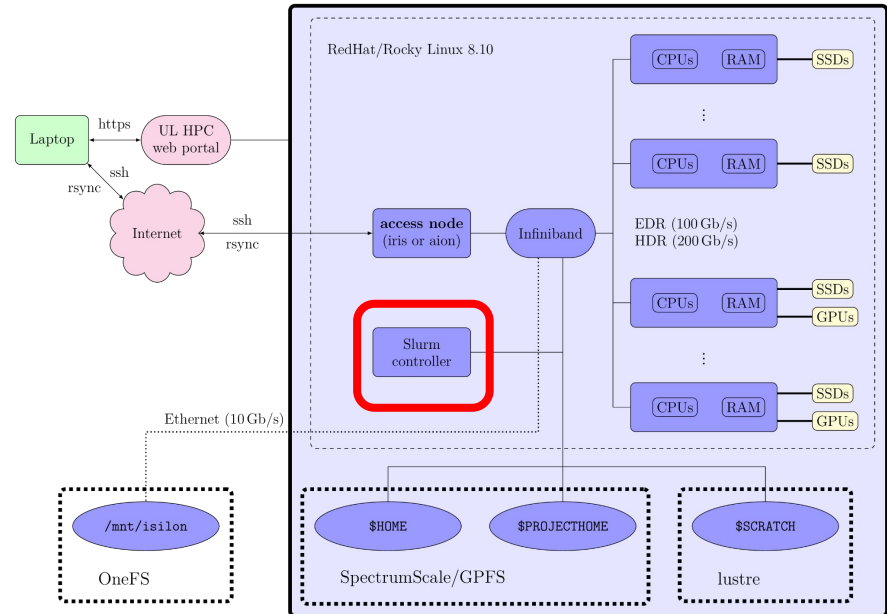 RedHat/Rocky Linux 8.10
CPUs RAM SSDs
⋮
https
Laptop
UL HPC
web portal
ssh
rsync
CPUs RAM SSDs
Internet
ssh
rsync
access node
(iris or aion)
Infiniband
EDR (100 Gb/s)
HDR (200 Gb/s)
CPUs RAM SSDs
GPUs
Slurm
controller
⋮
CPUs RAM SSDs
GPUs
Ethernet (10 Gb/s)
/mnt/isilon
$HOME
$PROJECTHOME
$SCRATCH
OneFS
SpectrumScale/GPFS
lustre